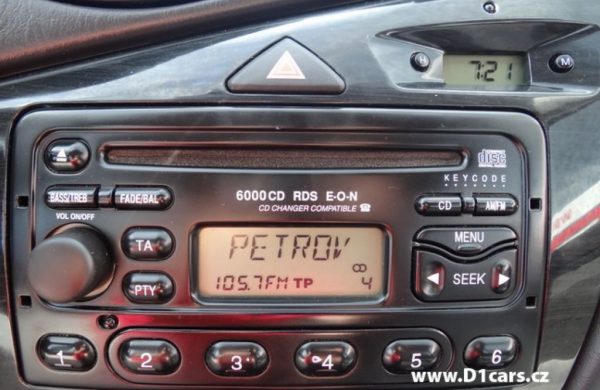 7:21
H
M
disc
6000CD RDS E·O·N
CD CHANGER COMPATIBLE
KEYCODE
BASS/TREB
FADE/BAL
CD
AM/FM
VOL ON/OFF
TA
PTY
PETROV
105.7FM TP 4
MENU
SEEK
1
2
3
4
5
6
www.D1cars.cz